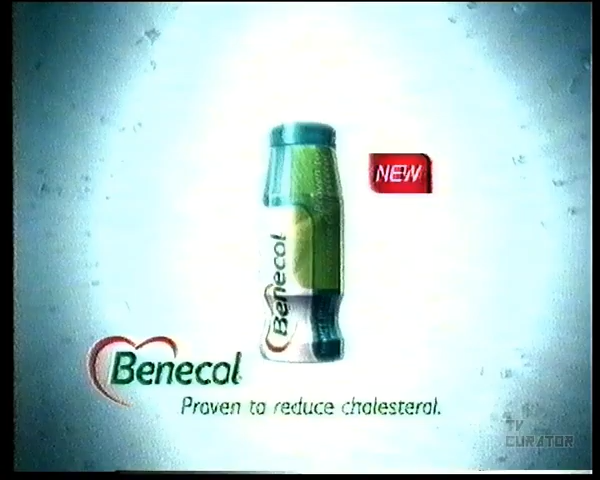 NEW
Benecol
Benecol
Proven to reduce cholesterol.
TV
CURATOR